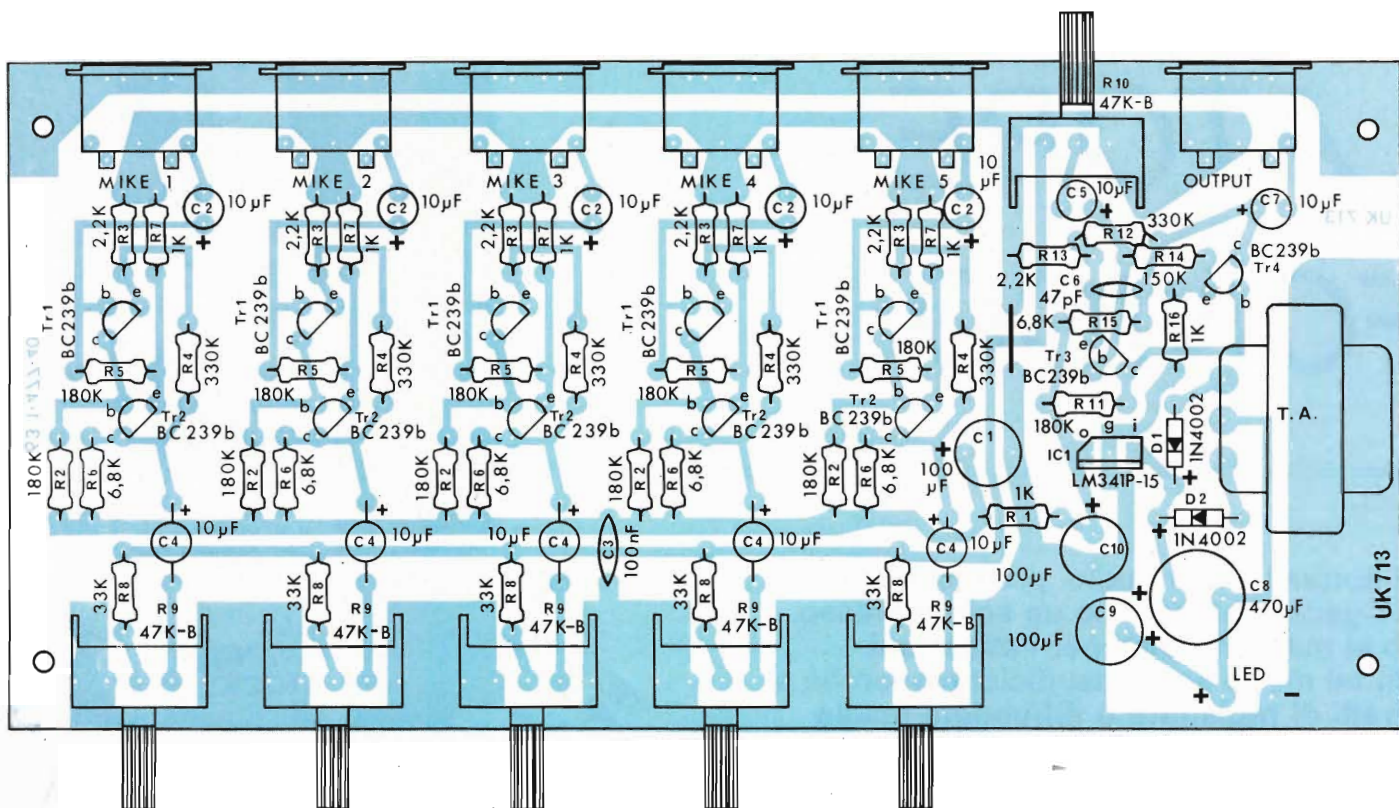 R10
47K-B
MIKE 1
MIKE 2
MIKE 3
MIKE 4
MIKE 5
OUTPUT
C2 10µF
C2 10µF
C2 10µF
C2 10µF
C2 10 µF
C5 10µF
C7 10µF
UK 713
2,2K R3 R7 1K
2,2K R3 R7 1K
2,2K R3 R7 1K
2,2K R3 R7 1K
2,2K R3 R7 1K
R12 330K
R13 2,2K
R14 150K
C6 47pF
c BC239b
Tr4
e b
Tr1 BC239b b e c
Tr1 BC239b b e c
Tr1 BC239b b e c
Tr1 BC239b b e c
Tr1 BC239b b e c
6,8K R15
R16 1K
Tr3 BC239b e b c
R5 180K
R5 180K
R5 180K
R5 180K
180K R5
R4 330K
R4 330K
R4 330K
R4 330K
R4 330K
b e c Tr2 BC239b
b e c Tr2 BC239b
b e c Tr2 BC239b
b e c Tr2 BC239b
Tr2 BC239b b e c
R11 180K
o g i
IC1 LM341P-15
D1 1N4002 +
T.A.
180K R2 R6 6,8K
180K R2 R6 6,8K
180K R2 R6 6,8K
180K R2 R6 6,8K
180K R2 R6 6,8K
C1 + 100 µF
1K R1
D2 + 1N4002
C4 + 10µF
C4 + 10µF
C4 + 10µF
C3 100nF
C4 + 10µF
C4 + 10µF
C10 + 100µF
33K R8
33K R8
33K R8
33K R8
33K R8
R9 47K-B
R9 47K-B
R9 47K-B
R9 47K-B
R9 47K-B
C9 + 100µF
C8 + 470µF
LED
+ -
UK713